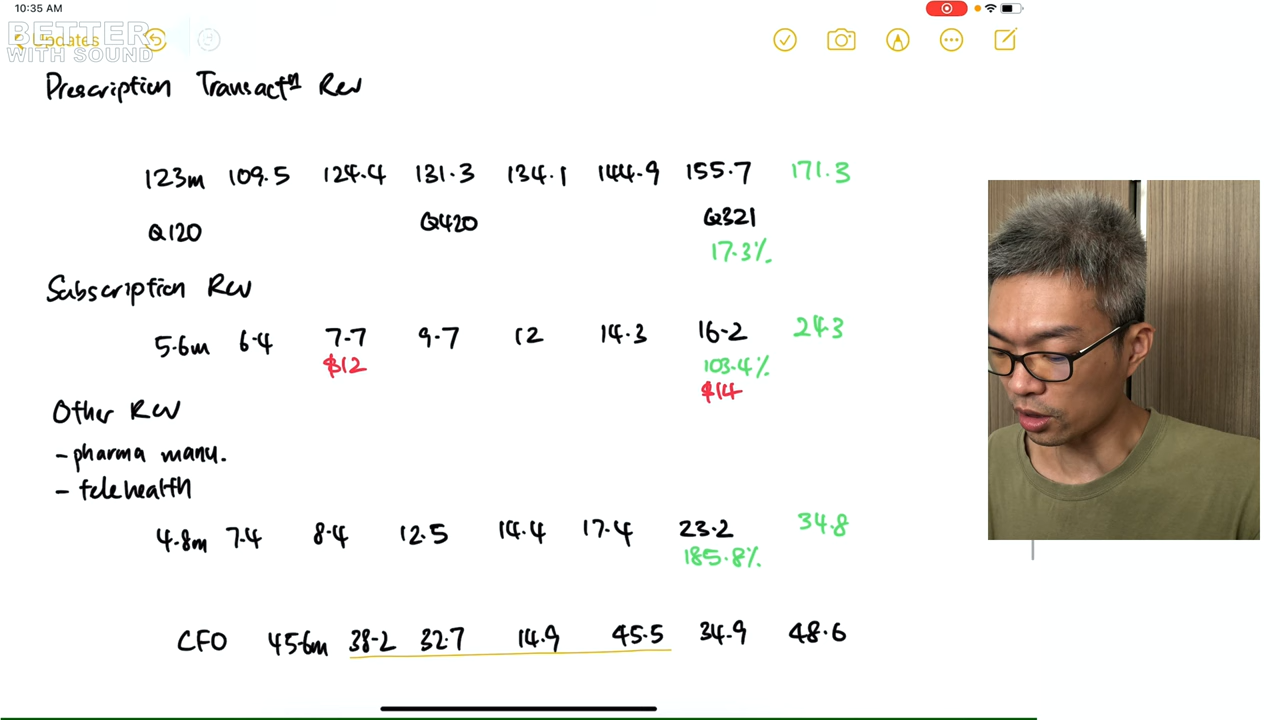 10:35 AM
Updates
BETTER
WITH SOUND
Prescription Transactⁿ Rev
123m 109.5 124.4 131.3 134.1 144.9 155.7 171.3
Q120 Q420 Q321
17.3%
Subscription Rev
5.6m 6.4 7.7 9.7 12 14.3 16.2 24.3
$12 103.4%
$14
Other Rev
- pharma manu.
- telehealth
4.8m 7.4 8.4 12.5 14.4 17.4 23.2 34.8
185.8%
CFO 45.6m 38.2 32.7 14.9 45.5 34.9 48.6